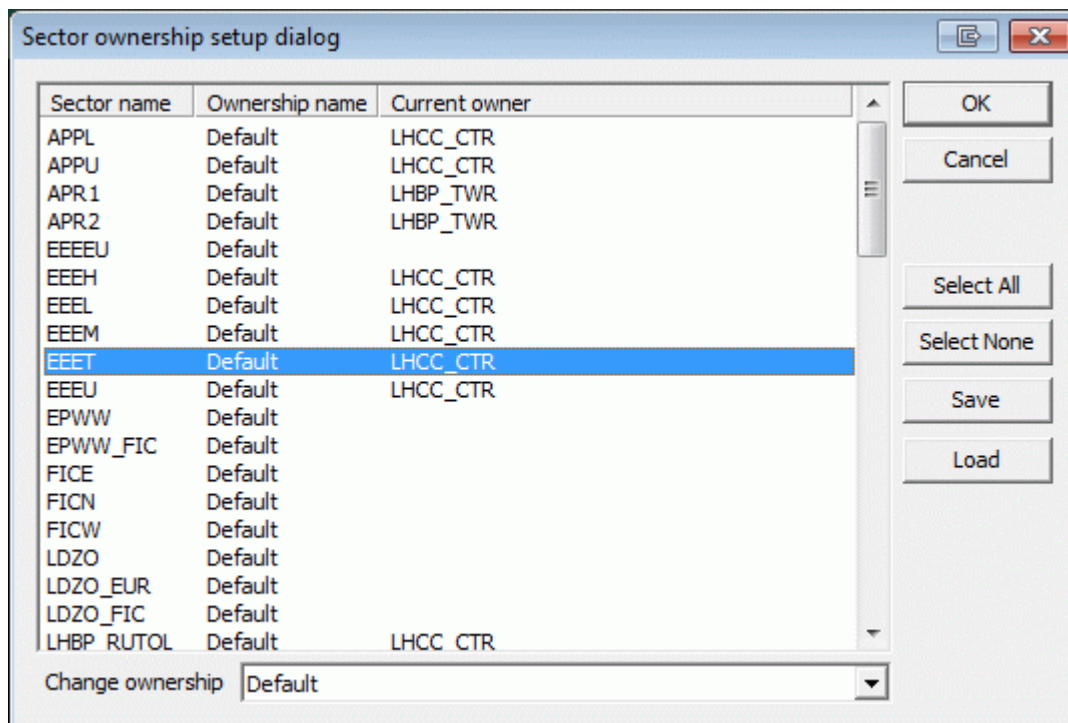 Sector ownership setup dialog
Sector name Ownership name Current owner
APPL Default LHCC_CTR
APPU Default LHCC_CTR
APR1 Default LHBP_TWR
APR2 Default LHBP_TWR
EEEEU Default
EEEH Default LHCC_CTR
EEEL Default LHCC_CTR
EEEM Default LHCC_CTR
EEET Default LHCC_CTR
EEEU Default LHCC_CTR
EPWW Default
EPWW_FIC Default
FICE Default
FICN Default
FICW Default
LDZO Default
LDZO_EUR Default
LDZO_FIC Default
LHBP_RUTOL Default LHCC_CTR
OK
Cancel
Select All
Select None
Save
Load
Change ownership Default